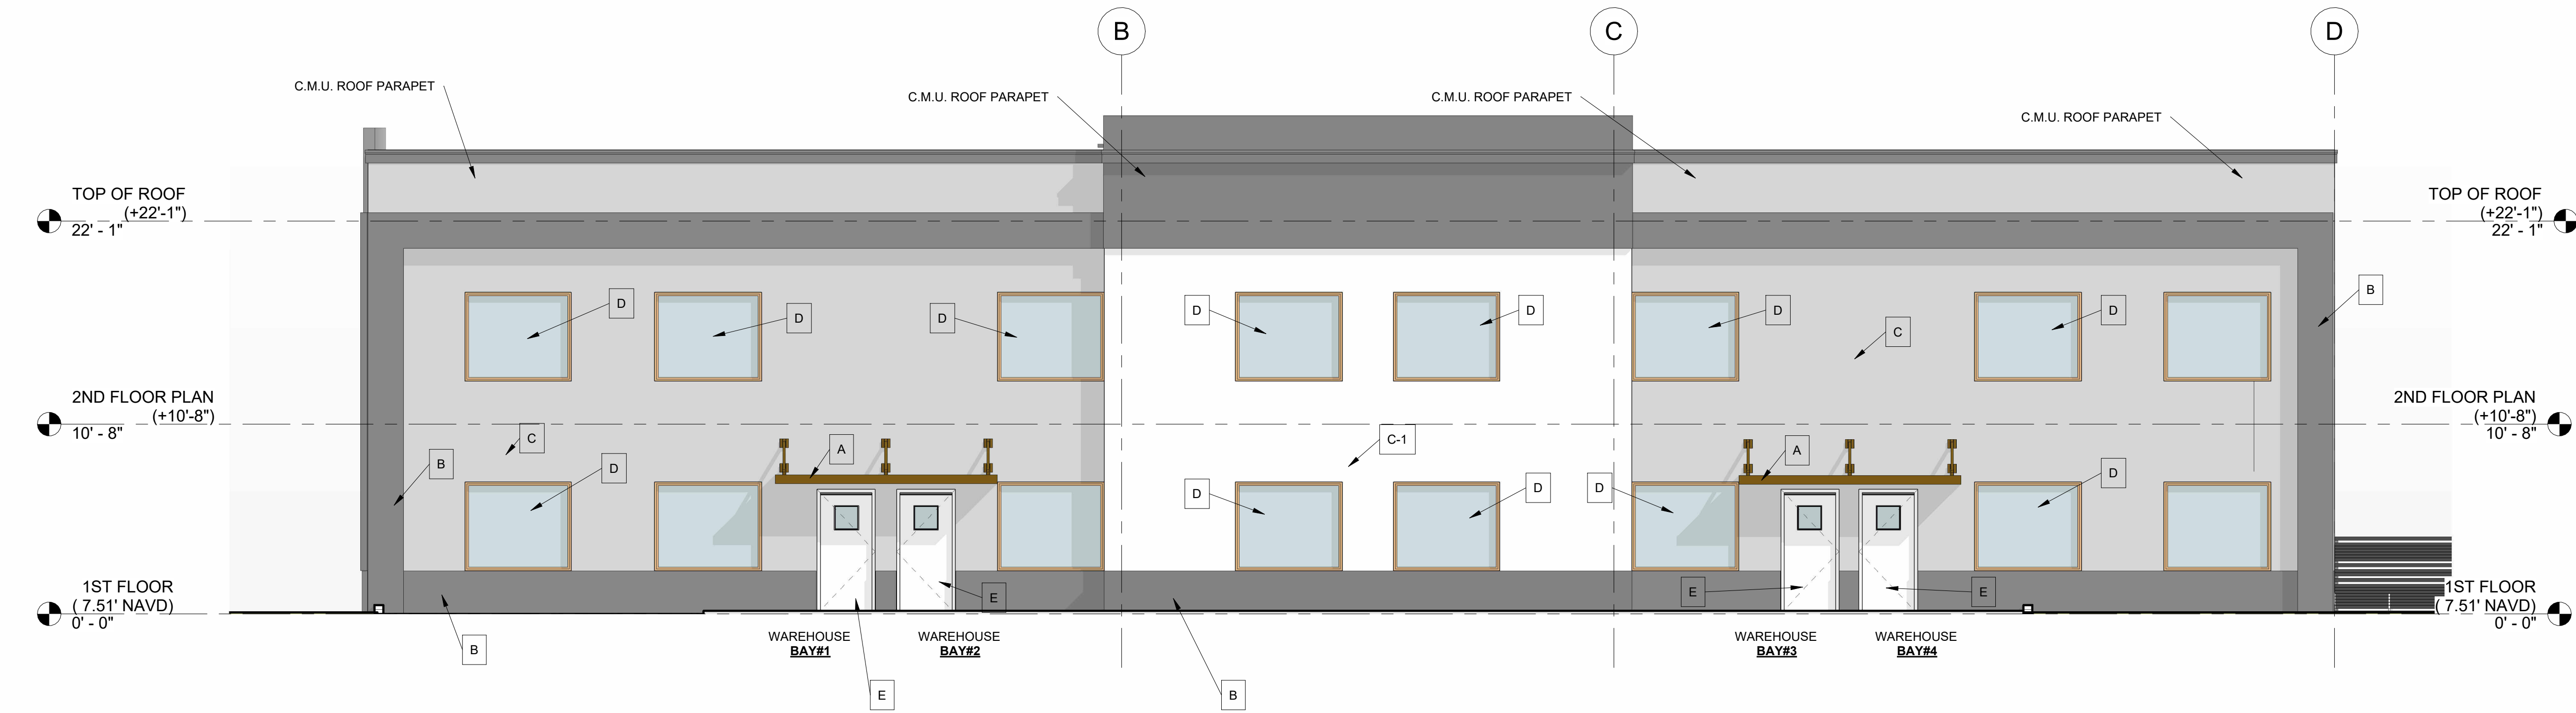 B
C
D
C.M.U. ROOF PARAPET
C.M.U. ROOF PARAPET
C.M.U. ROOF PARAPET
C.M.U. ROOF PARAPET
TOP OF ROOF
(+22'-1")
22' - 1"
TOP OF ROOF
(+22'-1")
22' - 1"
B
D
D
D
D
D
D
D
C
2ND FLOOR PLAN
(+10'-8")
10' - 8"
2ND FLOOR PLAN
(+10'-8")
10' - 8"
C
C-1
A
A
B
D
D
D
D
D
1ST FLOOR
( 7.51' NAVD)
0' - 0"
E
E
E
1ST FLOOR
( 7.51' NAVD)
0' - 0"
WAREHOUSE
BAY#1
WAREHOUSE
BAY#2
WAREHOUSE
BAY#3
WAREHOUSE
BAY#4
B
E
B